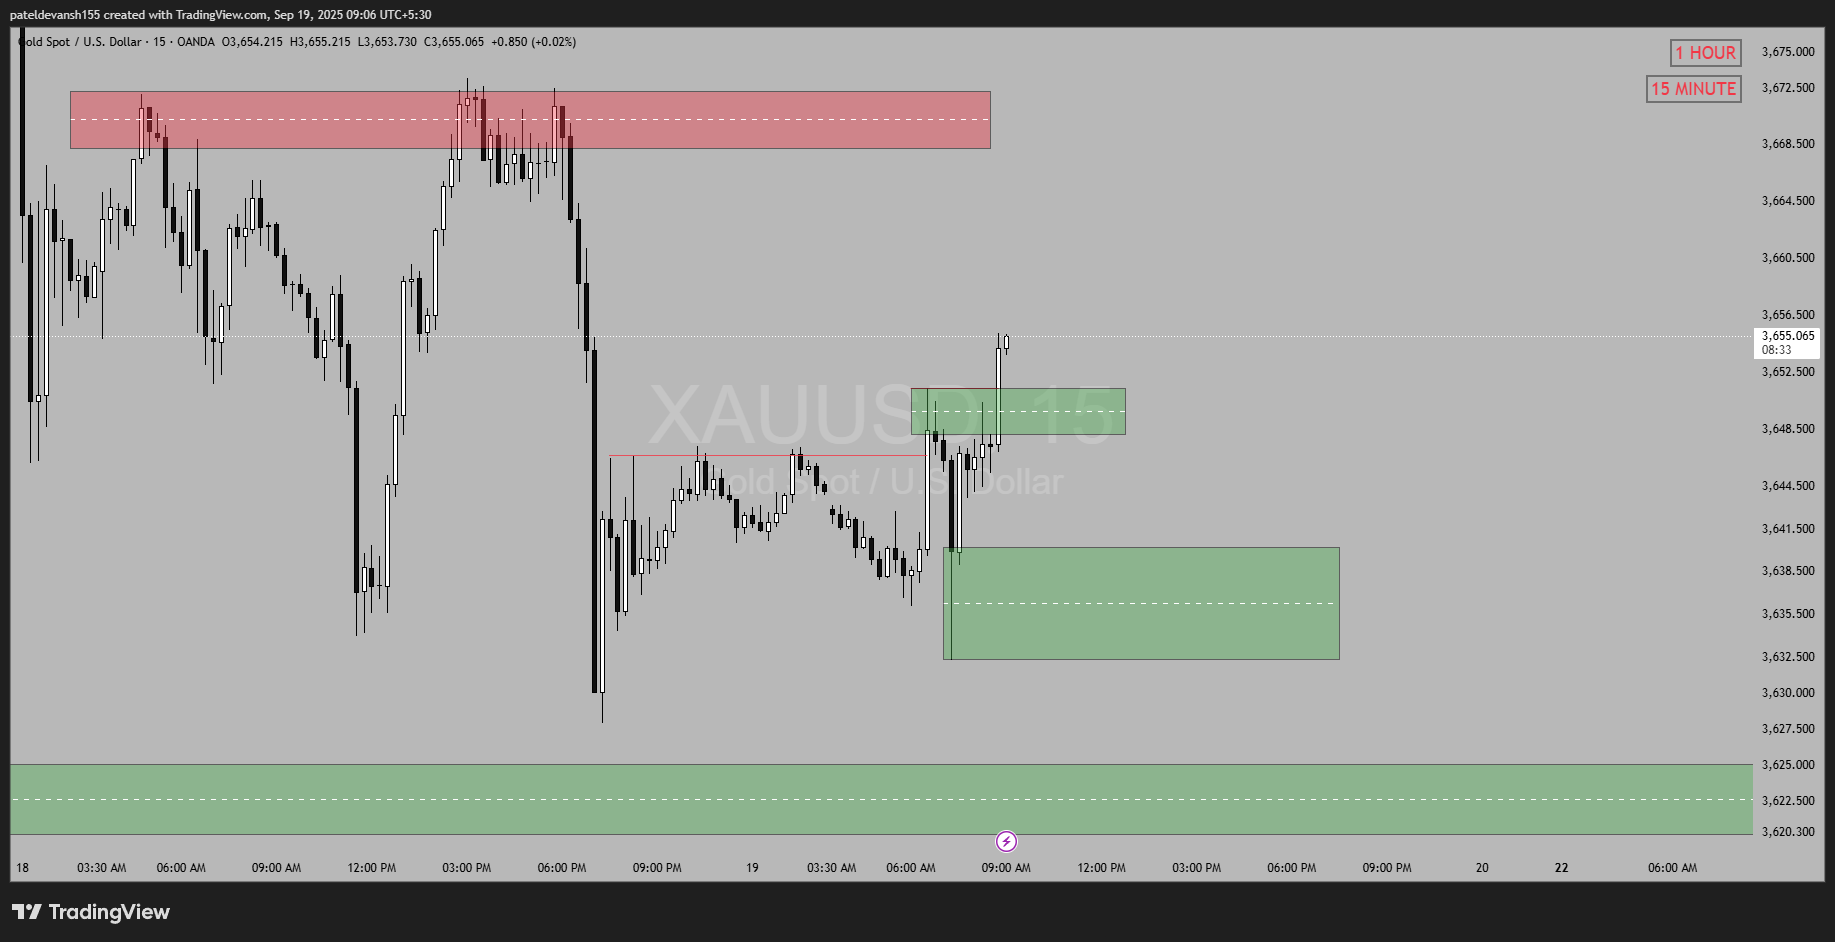 pateldevansh155 created with TradingView.com, Sep 19, 2025 09:06 UTC+5:30
Gold Spot / U.S. Dollar · 15 · OANDA O3,654.215 H3,655.215 L3,653.730 C3,655.065 +0.850 (+0.02%)
1 HOUR
15 MINUTE
3,675.000
3,672.500
3,668.500
3,664.500
3,660.500
3,656.500
3,655.065
08:33
3,652.500
3,648.500
3,644.500
3,641.500
3,638.500
3,635.500
3,632.500
3,630.000
3,627.500
3,625.000
3,622.500
3,620.300
XAUUSD 15
Gold Spot / U.S. Dollar
18 03:30 AM 06:00 AM 09:00 AM 12:00 PM 03:00 PM 06:00 PM 09:00 PM 19 03:30 AM 06:00 AM 09:00 AM 12:00 PM 03:00 PM 06:00 PM 09:00 PM 20 22 06:00 AM
TradingView